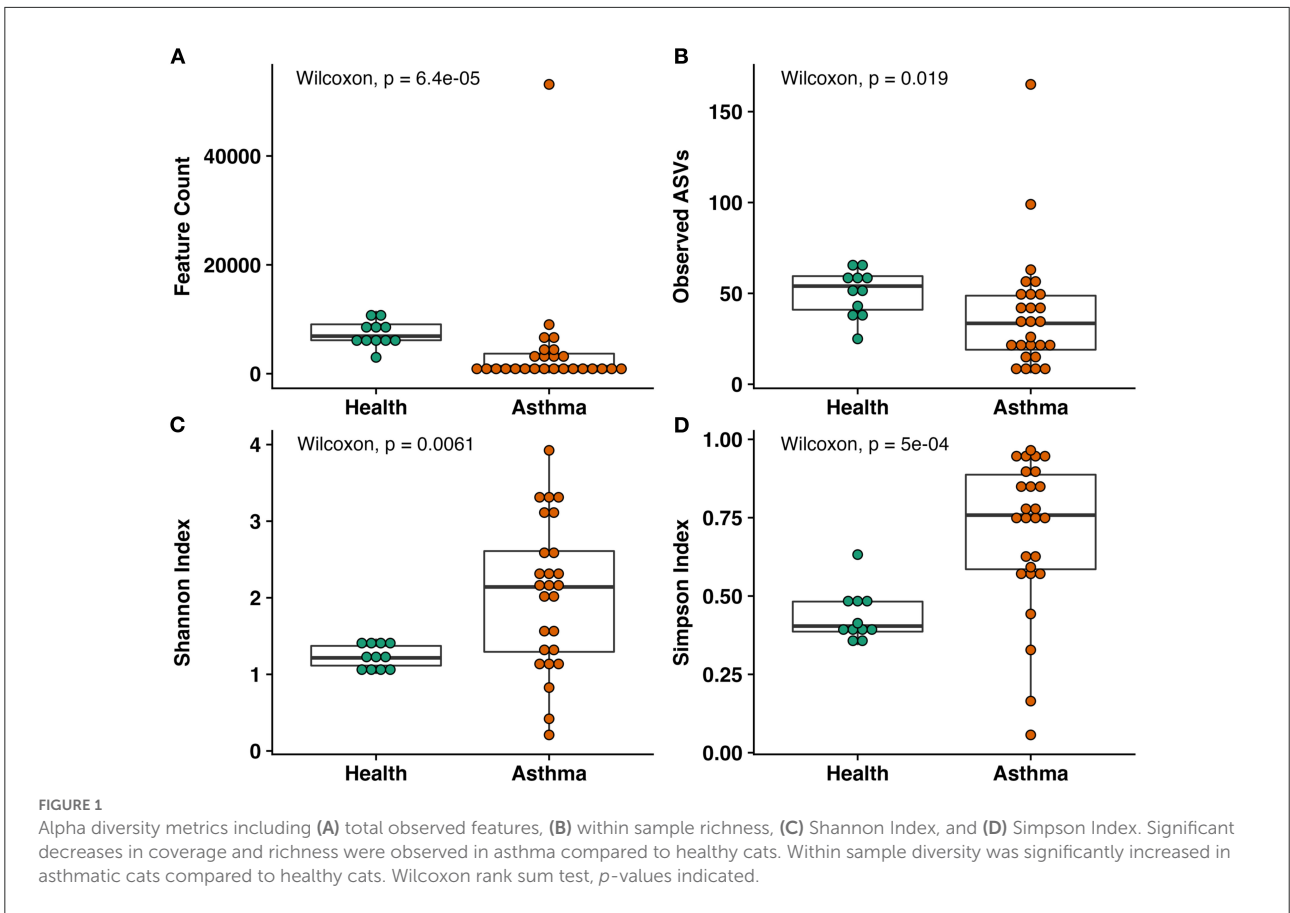 A
Wilcoxon, p = 6.4e-05
Feature Count
40000
20000
0
Health
Asthma
B
Wilcoxon, p = 0.019
Observed ASVs
150
100
50
0
Health
Asthma
C
Wilcoxon, p = 0.0061
Shannon Index
4
3
2
1
0
Health
Asthma
D
Wilcoxon, p = 5e-04
Simpson Index
1.00
0.75
0.50
0.25
0.00
Health
Asthma
FIGURE 1
Alpha diversity metrics including (A) total observed features, (B) within sample richness, (C) Shannon Index, and (D) Simpson Index. Significant
decreases in coverage and richness were observed in asthma compared to healthy cats. Within sample diversity was significantly increased in
asthmatic cats compared to healthy cats. Wilcoxon rank sum test, p-values indicated.